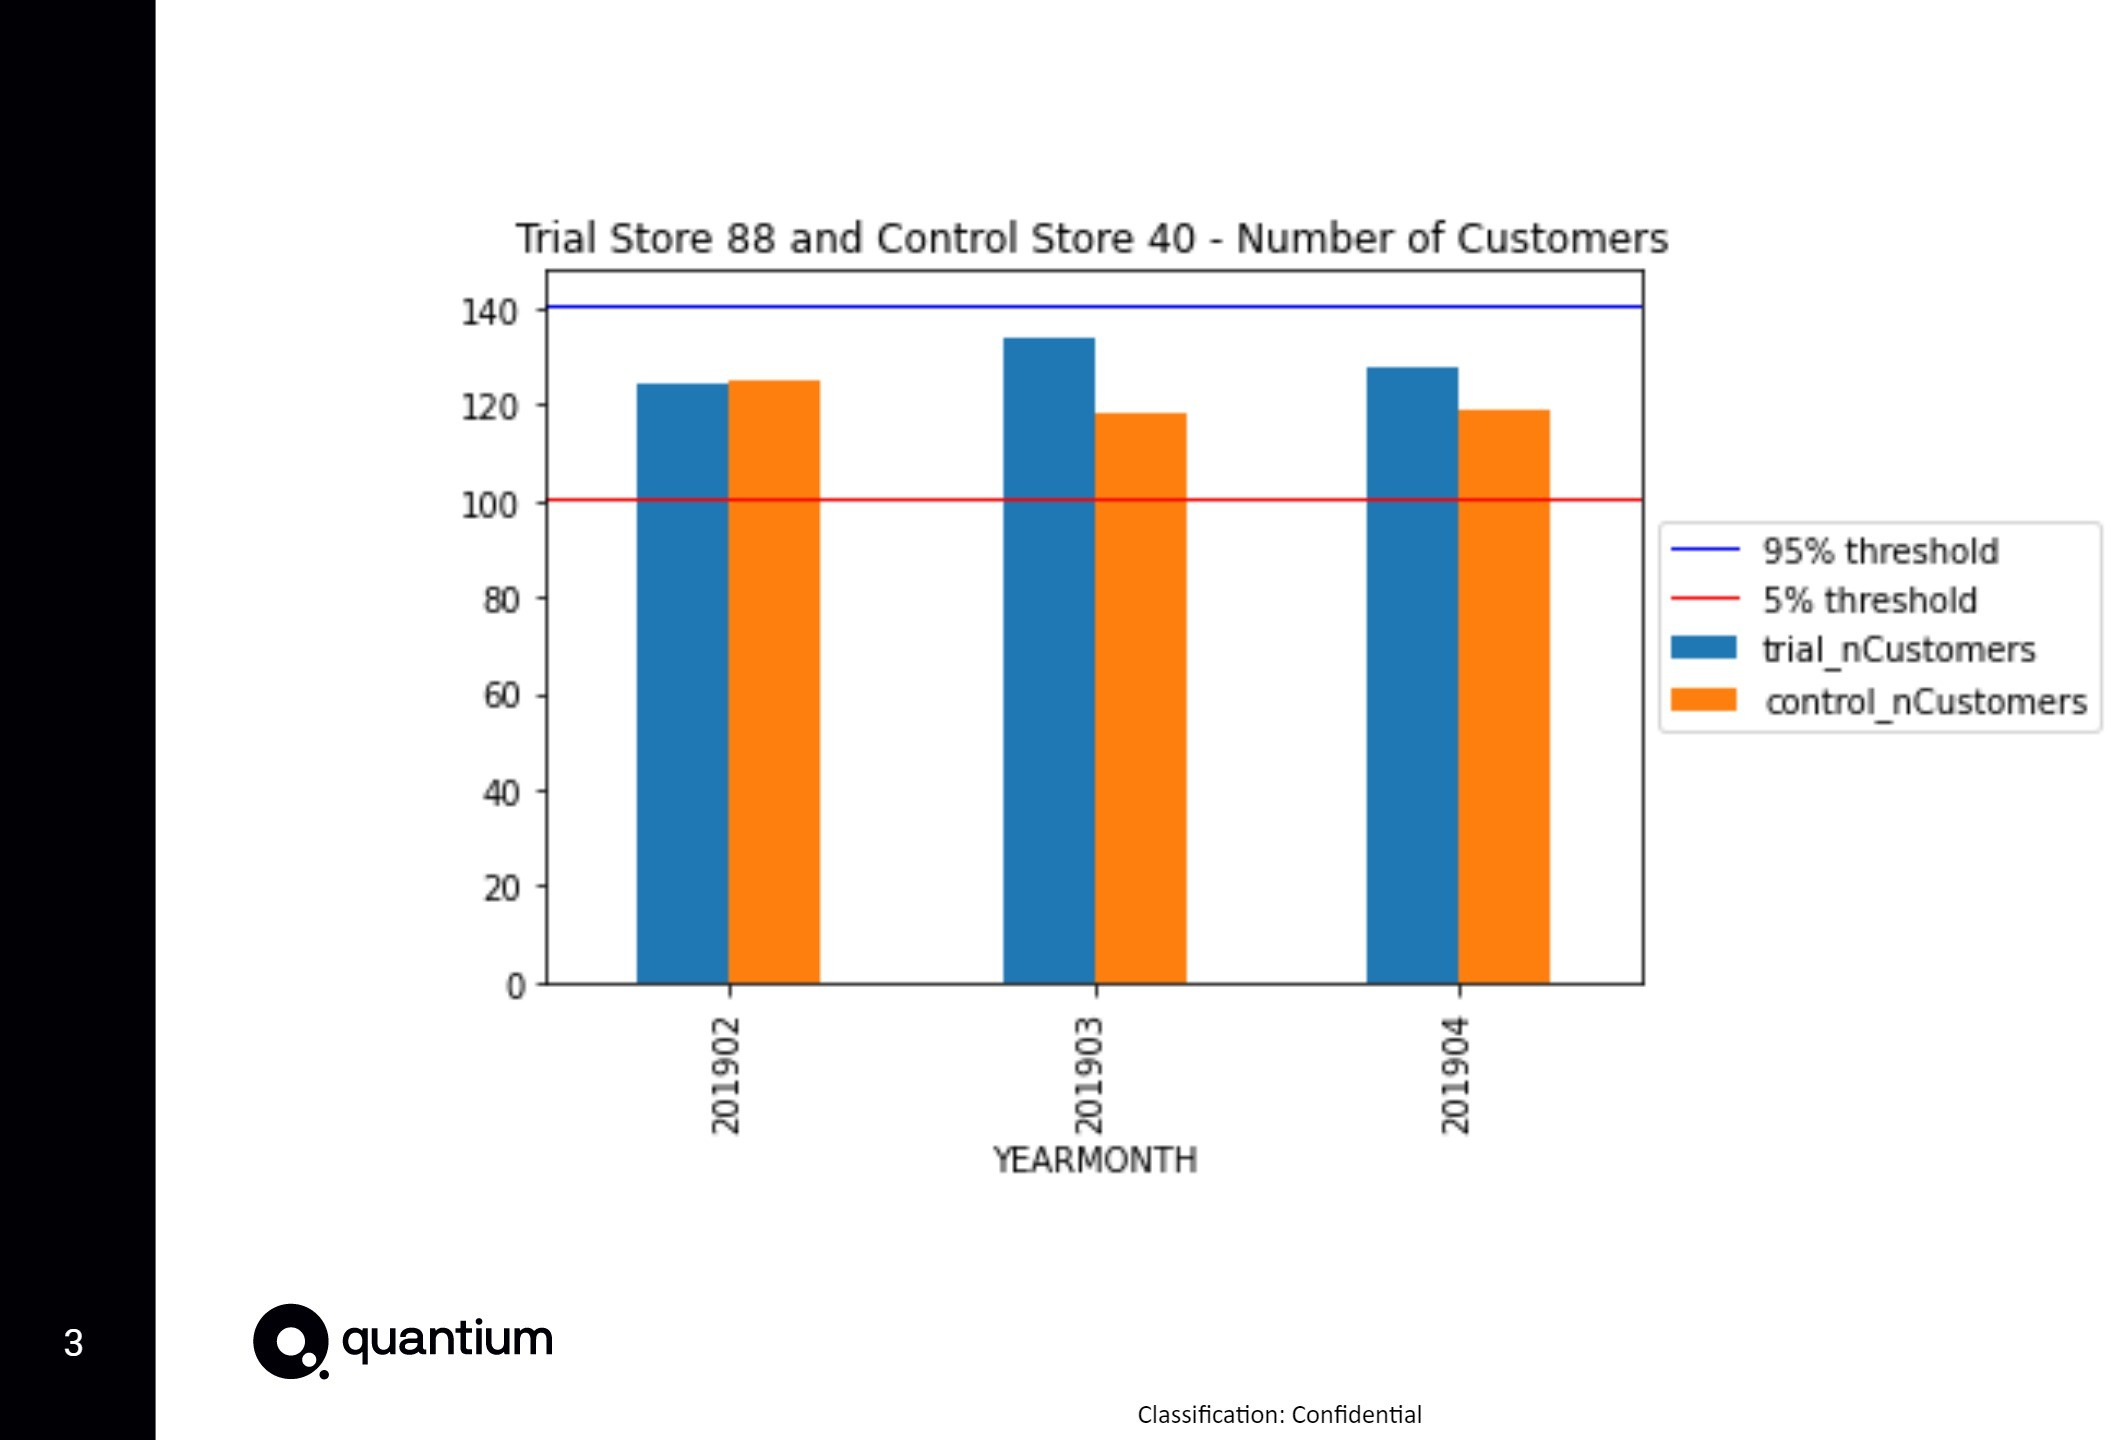 Trial Store 88 and Control Store 40 - Number of Customers
140
120
100
80
60
40
20
0
201902
201903
201904
YEARMONTH
95% threshold
5% threshold
trial_nCustomers
control_nCustomers
3
quantium
Classification: Confidential